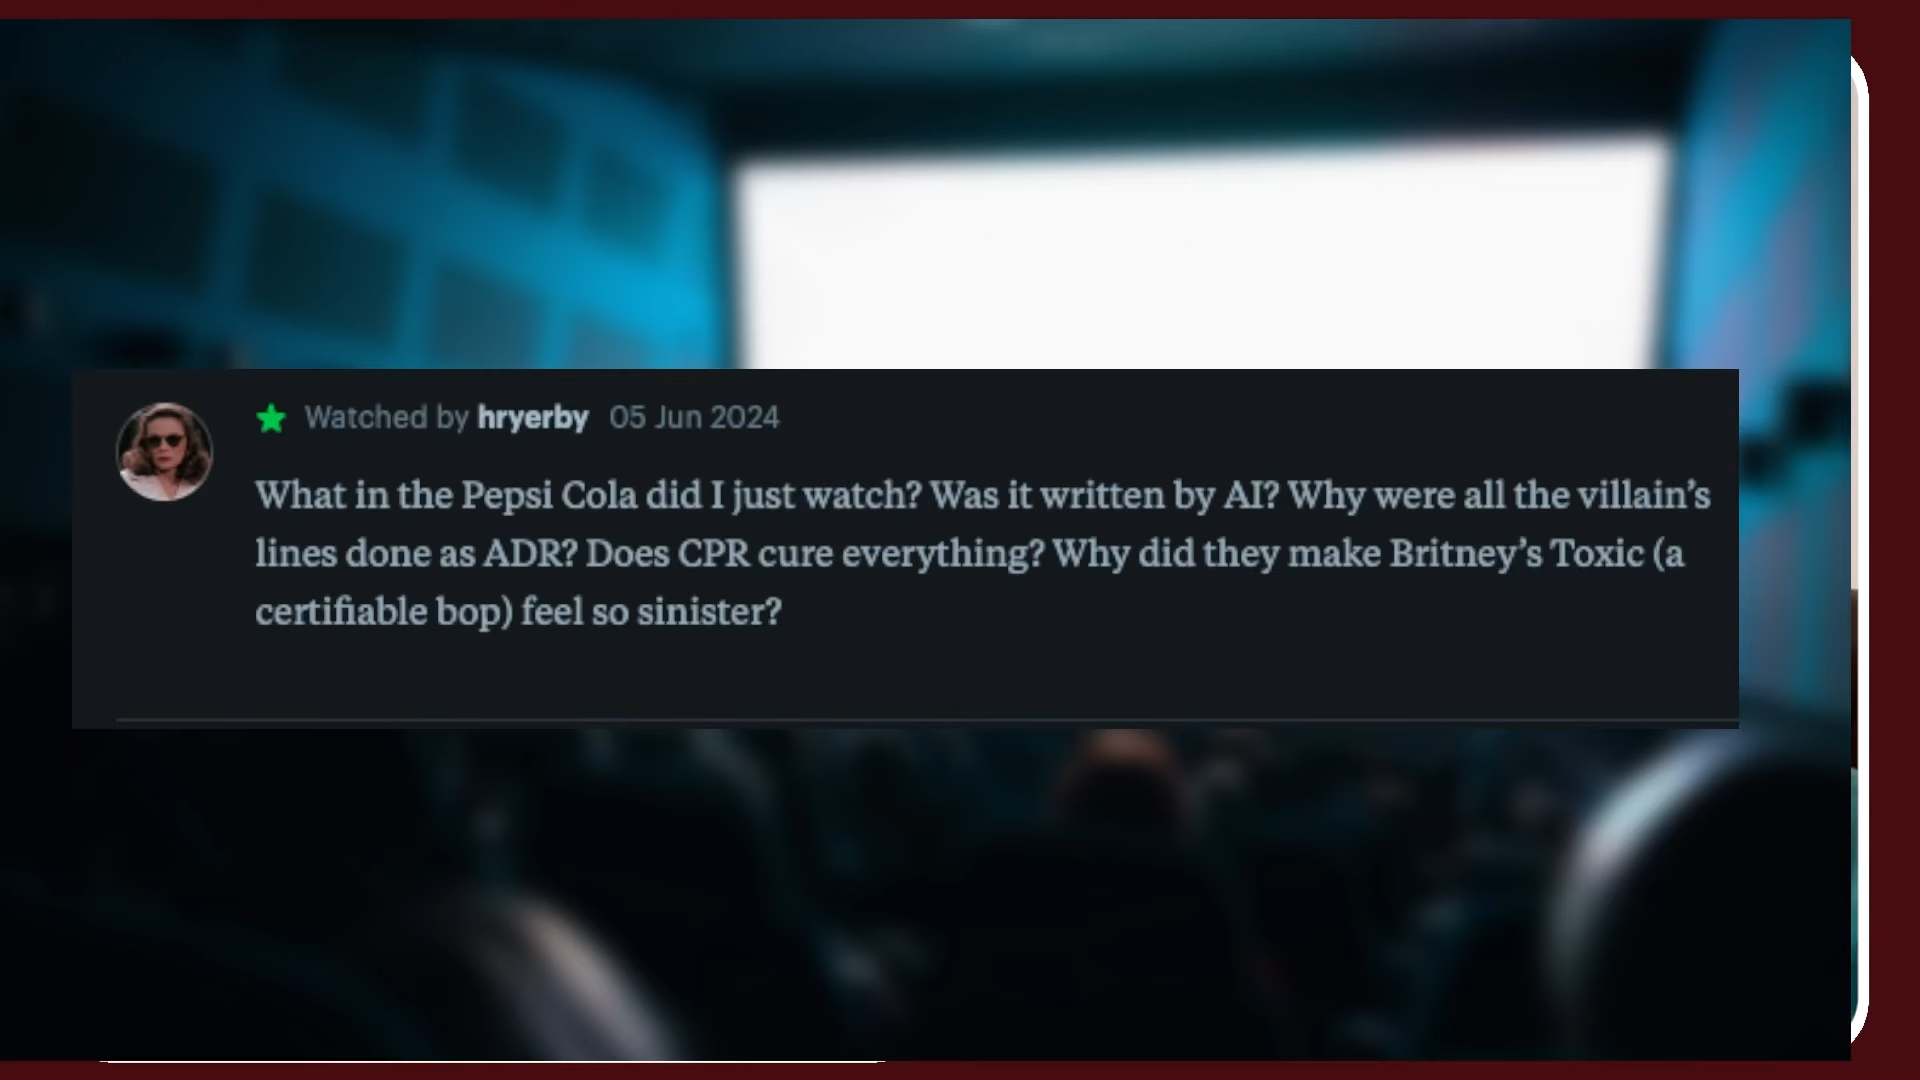 ★ Watched by hryerby 05 Jun 2024
What in the Pepsi Cola did I just watch? Was it written by AI? Why were all the villain’s
lines done as ADR? Does CPR cure everything? Why did they make Britney’s Toxic (a
certifiable bop) feel so sinister?